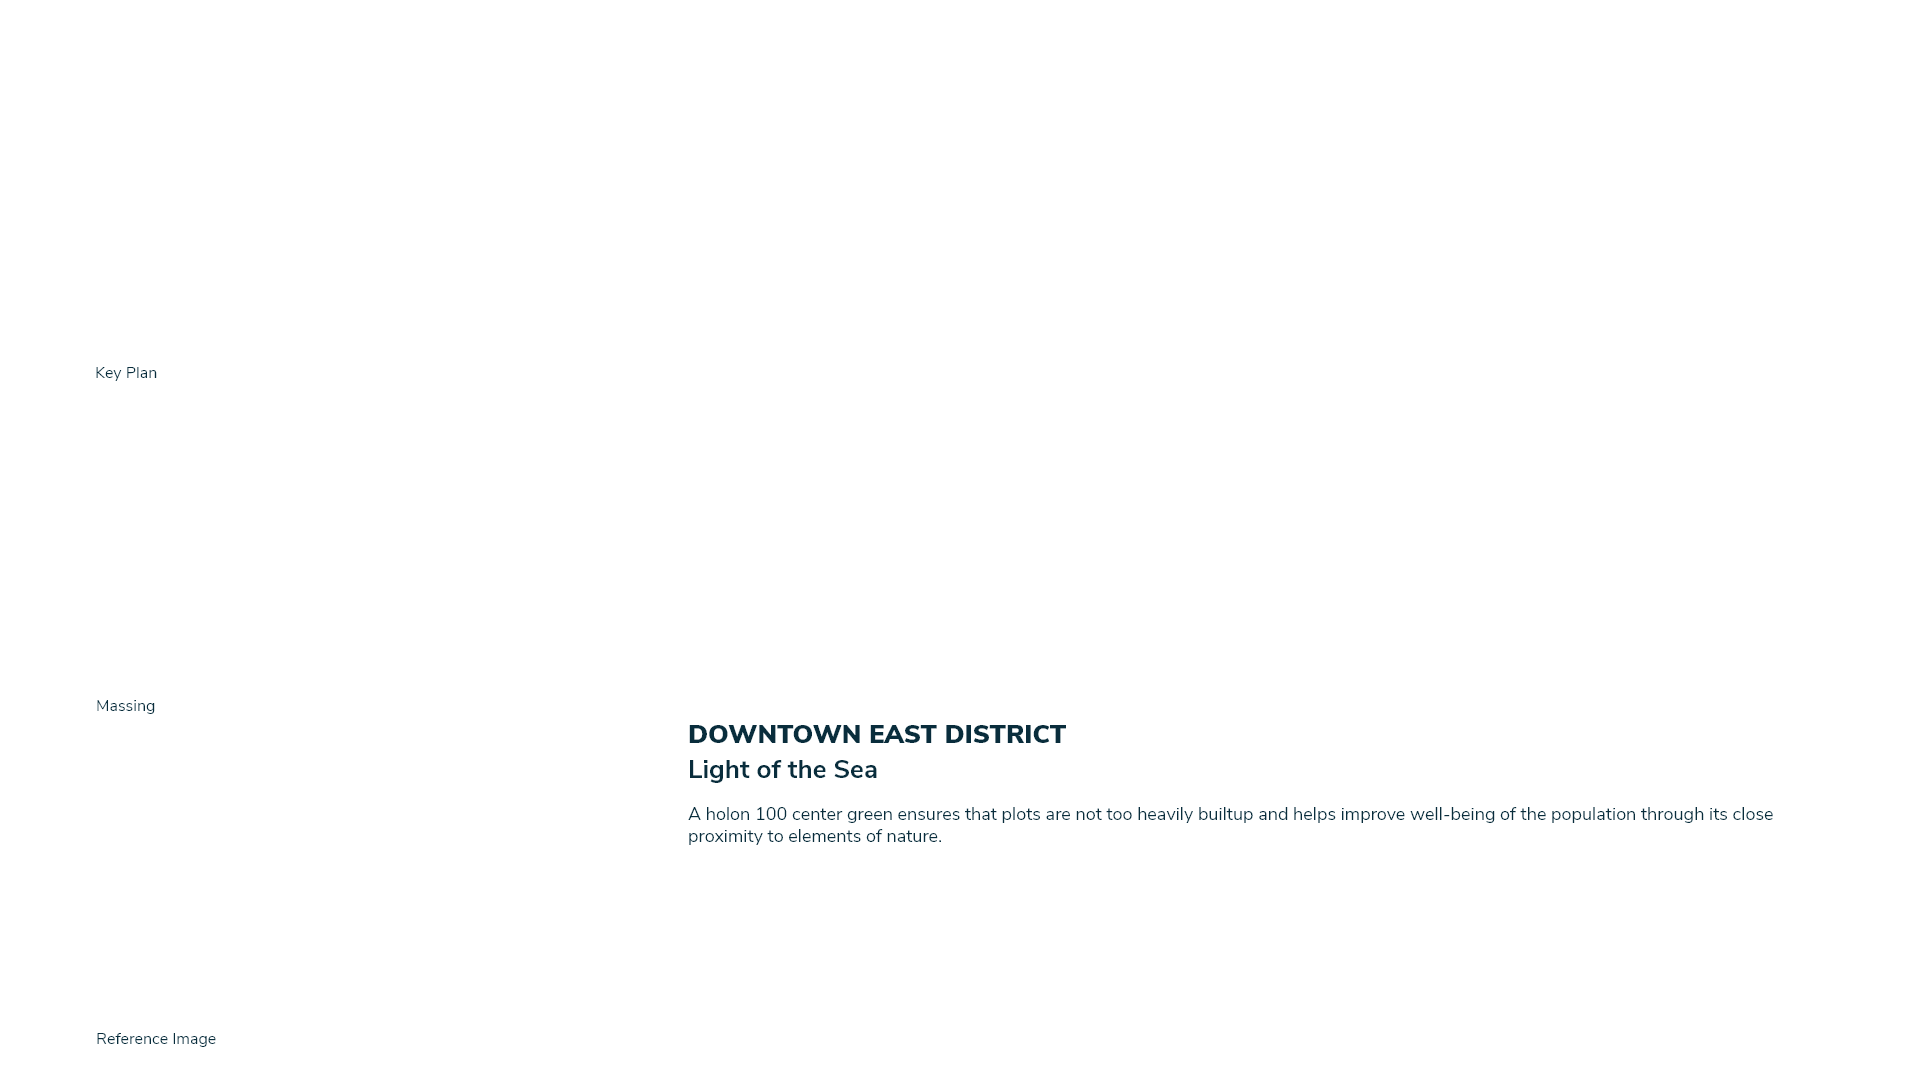 Key Plan
Massing
DOWNTOWN EAST DISTRICT
Light of the Sea
A holon 100 center green ensures that plots are not too heavily builtup and helps improve well-being of the population through its close
proximity to elements of nature.
Reference Image